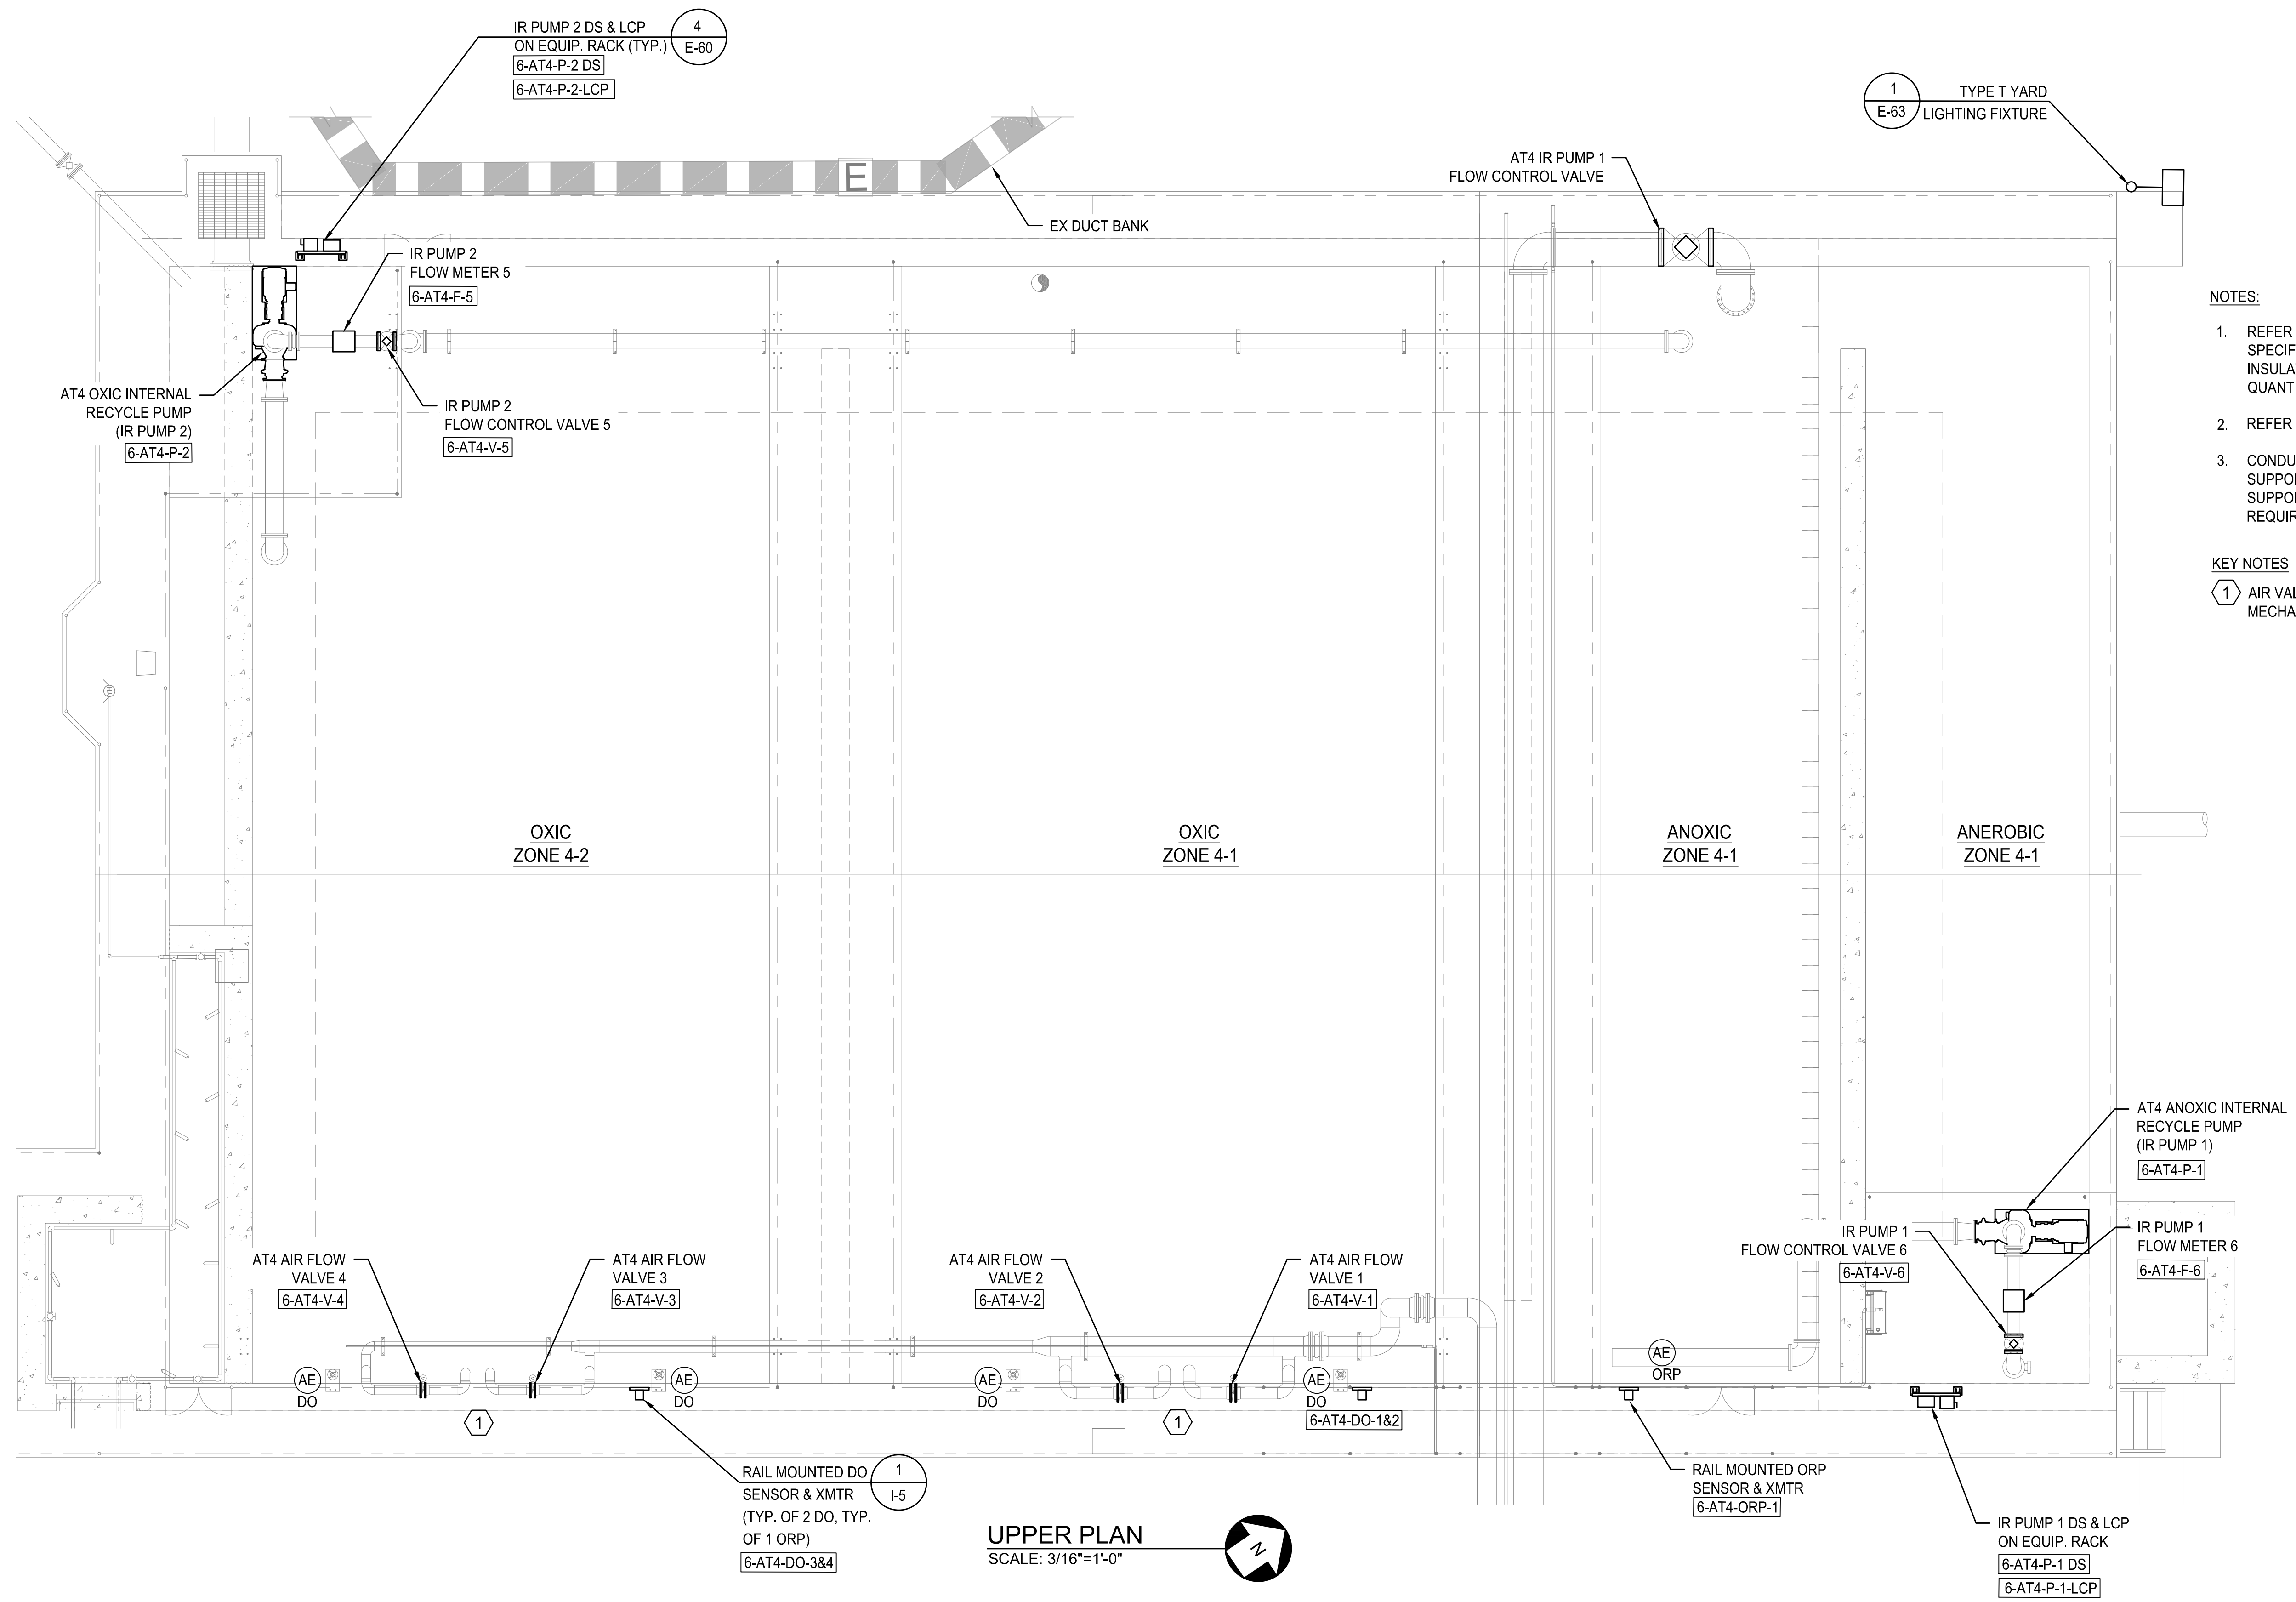 IR PUMP 2 DS & LCP
ON EQUIP. RACK (TYP.)
6-AT4-P-2 DS
6-AT4-P-2-LCP
4
E-60
1
E-63
TYPE T YARD
LIGHTING FIXTURE
AT4 IR PUMP 1
FLOW CONTROL VALVE
E
EX DUCT BANK
IR PUMP 2
FLOW METER 5
6-AT4-F-5
AT4 OXIC INTERNAL
RECYCLE PUMP
(IR PUMP 2)
6-AT4-P-2
IR PUMP 2
FLOW CONTROL VALVE 5
6-AT4-V-5
NOTES:
1. REFER
SPECIF
INSULA
QUANTI
2. REFER
3. CONDU
SUPPO
SUPPO
REQUIR
KEY NOTES
1 AIR VAL
MECHA
OXIC
ZONE 4-2
OXIC
ZONE 4-1
ANOXIC
ZONE 4-1
ANEROBIC
ZONE 4-1
AT4 ANOXIC INTERNAL
RECYCLE PUMP
(IR PUMP 1)
6-AT4-P-1
IR PUMP 1
FLOW CONTROL VALVE 6
6-AT4-V-6
IR PUMP 1
FLOW METER 6
6-AT4-F-6
AT4 AIR FLOW
VALVE 4
6-AT4-V-4
AT4 AIR FLOW
VALVE 3
6-AT4-V-3
AT4 AIR FLOW
VALVE 2
6-AT4-V-2
AT4 AIR FLOW
VALVE 1
6-AT4-V-1
AE
DO
AE
DO
AE
DO
AE
DO
6-AT4-DO-1&2
AE
ORP
1
1
RAIL MOUNTED DO
SENSOR & XMTR
(TYP. OF 2 DO, TYP.
OF 1 ORP)
6-AT4-DO-3&4
1
I-5
RAIL MOUNTED ORP
SENSOR & XMTR
6-AT4-ORP-1
IR PUMP 1 DS & LCP
ON EQUIP. RACK
6-AT4-P-1 DS
6-AT4-P-1-LCP
UPPER PLAN
SCALE: 3/16"=1'-0"
N